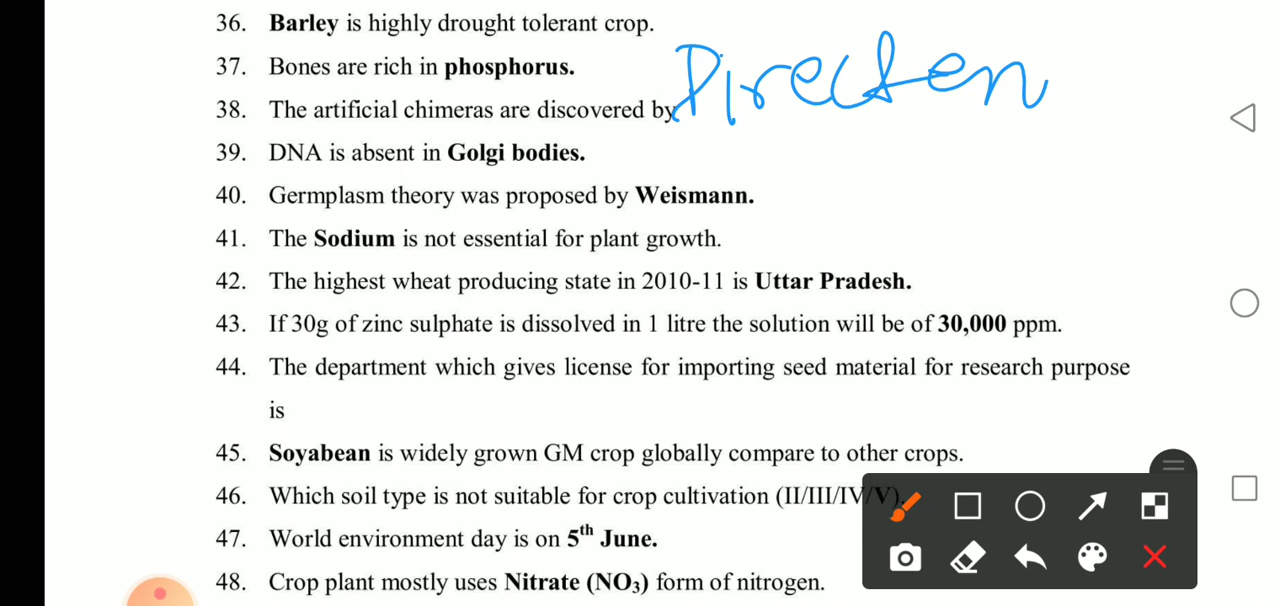 36. Barley is highly drought tolerant crop.
37. Bones are rich in phosphorus.
38. The artificial chimeras are discovered by Directen
39. DNA is absent in Golgi bodies.
40. Germplasm theory was proposed by Weismann.
41. The Sodium is not essential for plant growth.
42. The highest wheat producing state in 2010-11 is Uttar Pradesh.
43. If 30g of zinc sulphate is dissolved in 1 litre the solution will be of 30,000 ppm.
44. The department which gives license for importing seed material for research purpose
is
45. Soyabean is widely grown GM crop globally compare to other crops.
46. Which soil type is not suitable for crop cultivation (II/III/IV/V).
47. World environment day is on 5th June.
48. Crop plant mostly uses Nitrate (NO3) form of nitrogen.